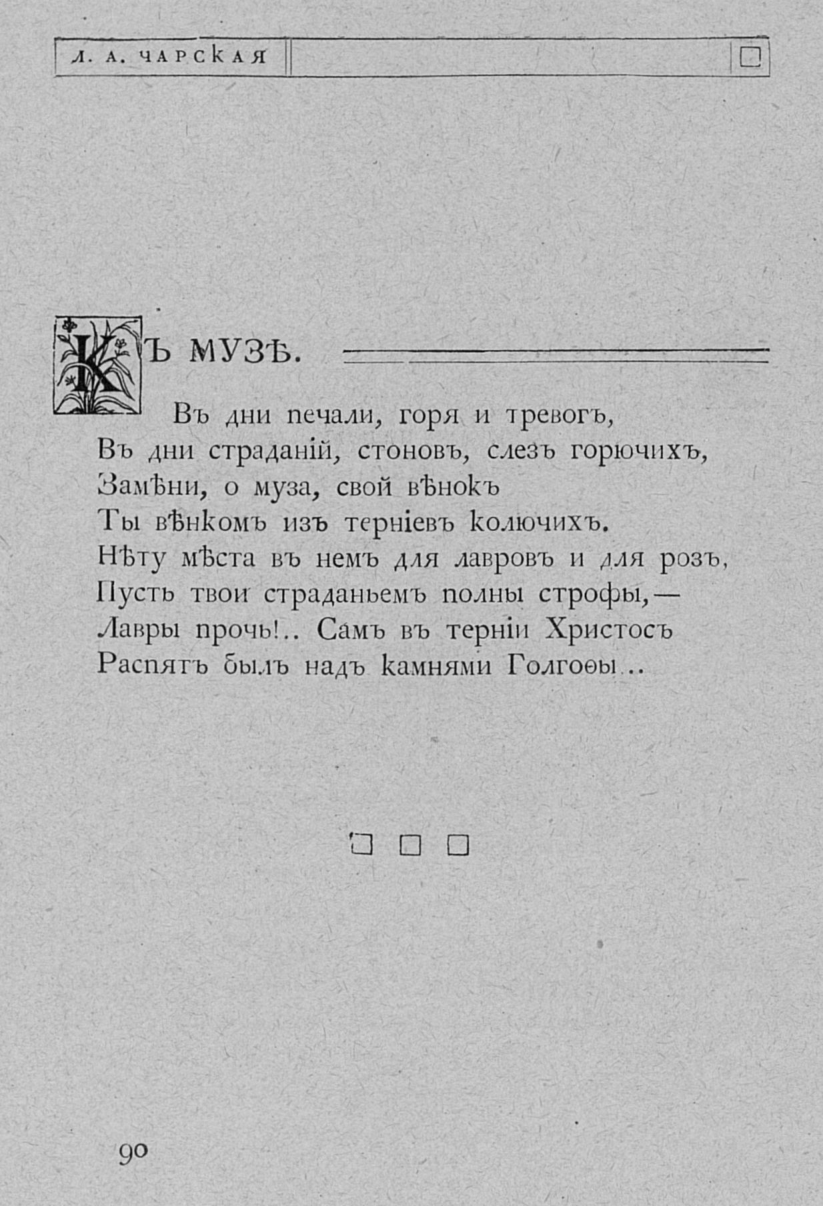 Л. А. ЧАРСКАЯ
КЪ МУЗѢ.
Въ дни печали, горя и тревогъ,
Въ дни страданій, стоновъ, слезъ горючихъ,
Замѣни, о муза, свой вѣнокъ
Ты вѣнкомъ изъ терніевъ колючихъ.
Нѣту мѣста въ немъ для лавровъ и для розъ,
Пусть твои страданьемъ полны строфы,—
Лавры прочь!.. Самъ въ терніи Христосъ
Распятъ былъ надъ камнями Голгоѳы...
90